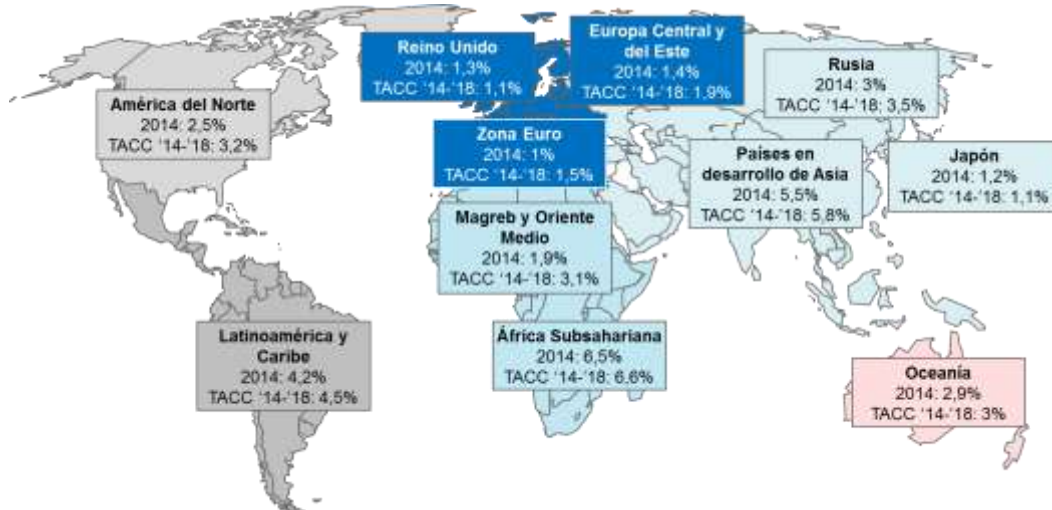 Reino Unido
2014: 1,3%
TACC ‘14-‘18: 1,1%
Europa Central y
del Este
2014: 1,4%
TACC ‘14-‘18: 1,9%
Rusia
2014: 3%
TACC ‘14-‘18: 3,5%
América del Norte
2014: 2,5%
TACC ‘14-‘18: 3,2%
Zona Euro
2014: 1%
TACC ‘14-‘18: 1,5%
Países en
desarrollo de Asia
2014: 5,5%
TACC ‘14-‘18: 5,8%
Japón
2014: 1,2%
TACC ‘14-‘18: 1,1%
Magreb y Oriente
Medio
2014: 1,9%
TACC ‘14-‘18: 3,1%
Latinoamérica y
Caribe
2014: 4,2%
TACC ‘14-‘18: 4,5%
África Subsahariana
2014: 6,5%
TACC ‘14-‘18: 6,6%
Oceanía
2014: 2,9%
TACC ‘14-‘18: 3%